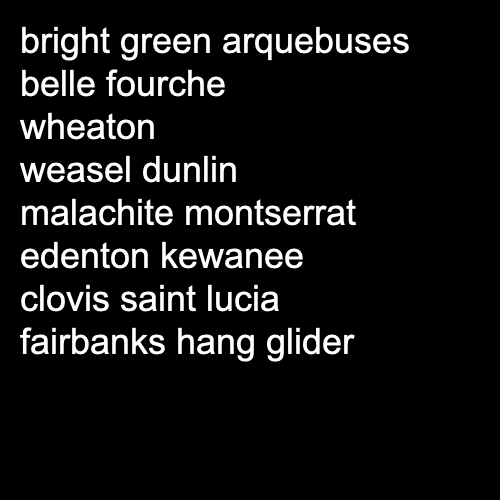 bright green arquebuses
belle fourche
wheaton
weasel dunlin
malachite montserrat
edenton kewanee
clovis saint lucia
fairbanks hang glider